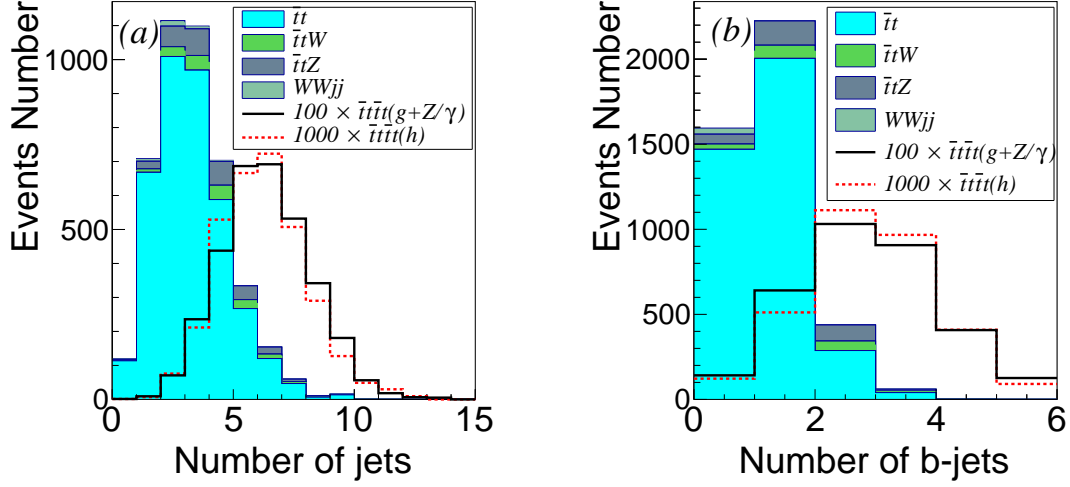 Events Number
1000
500
0
0
5
10
15
Number of jets
(a)
t̄t
t̄tW
t̄tZ
WWjj
100 × t̄tt̄t(g+Z/γ)
1000 × t̄tt̄t(h)
Events Number
2000
1500
1000
500
0
0
2
4
6
Number of b-jets
(b)
t̄t
t̄tW
t̄tZ
WWjj
100 × t̄tt̄t(g+Z/γ)
1000 × t̄tt̄t(h)